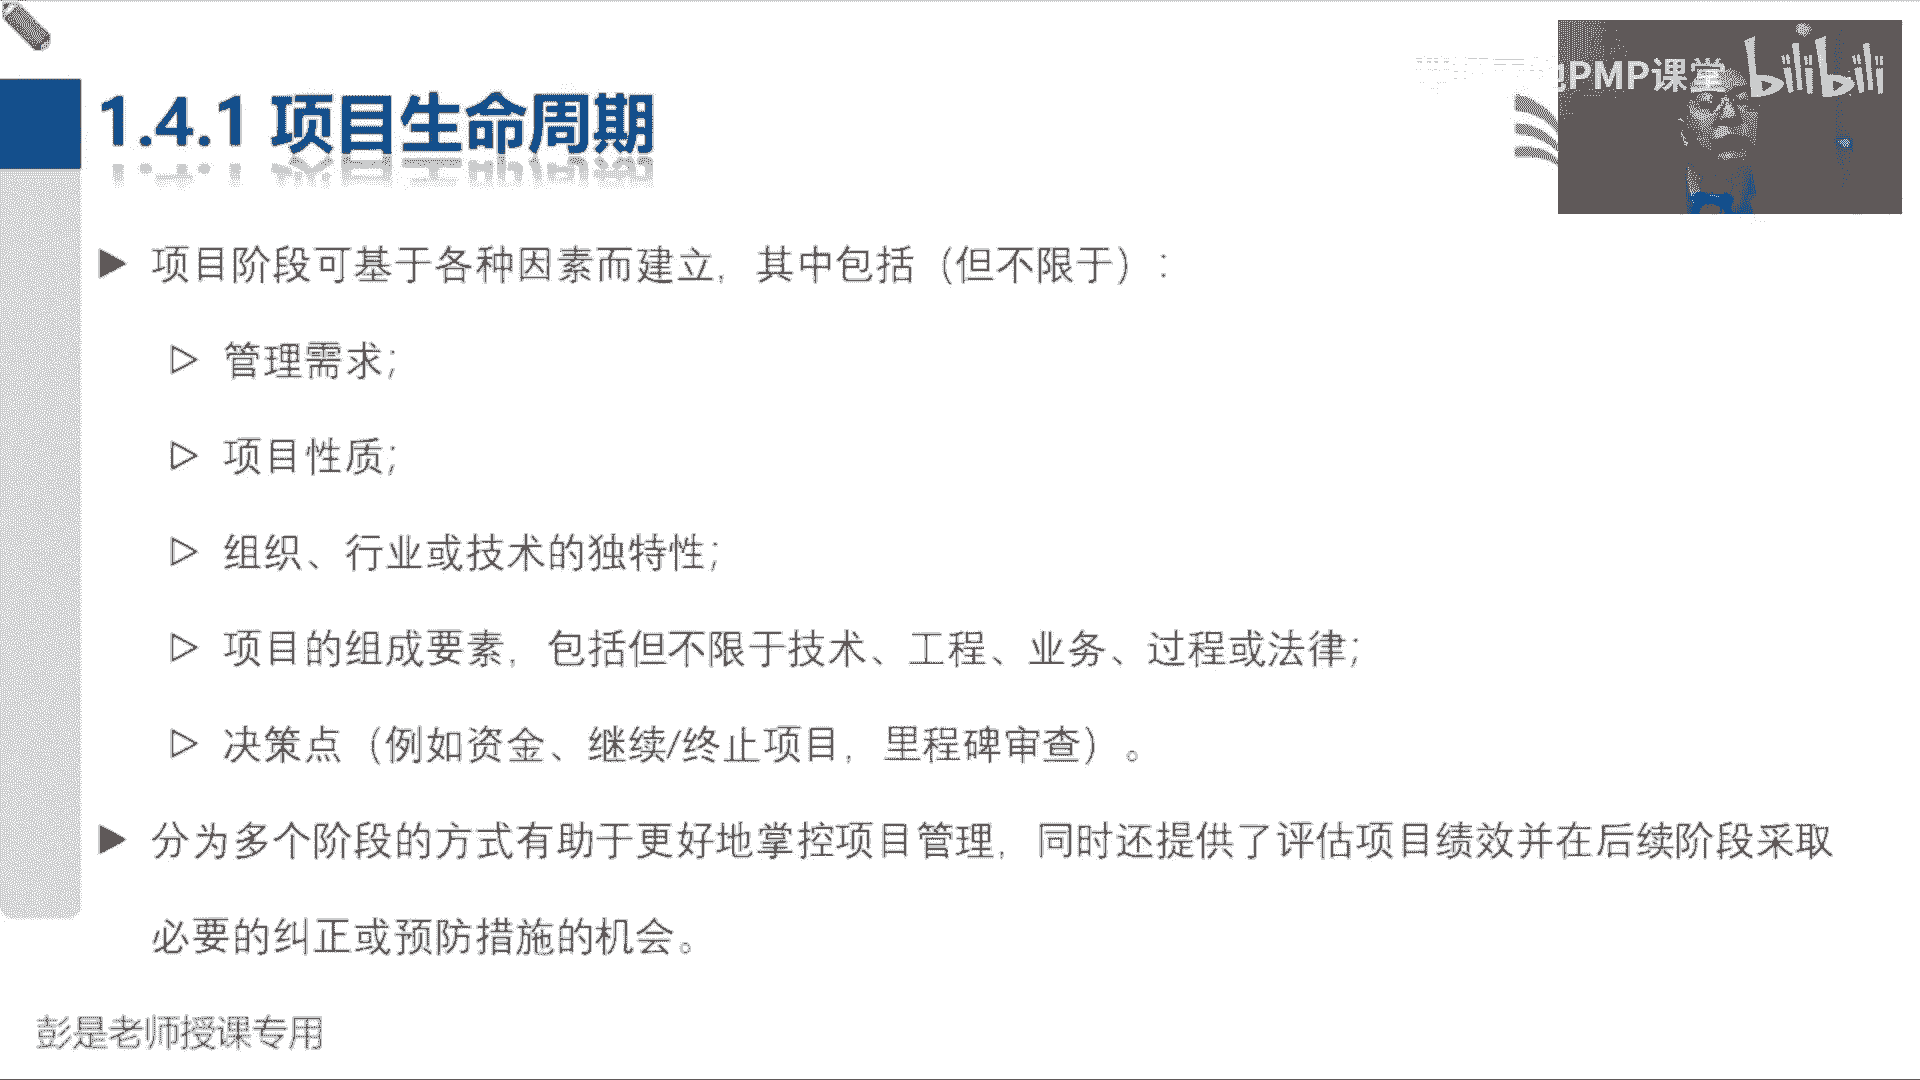 PMP课堂 bilibili
1.4.1 项目生命周期
项目阶段可基于各种因素而建立，其中包括（但不限于）：
管理需求；
项目性质；
组织、行业或技术的独特性；
项目的组成要素，包括但不限于技术、工程、业务、过程或法律；
决策点（例如资金、继续/终止项目，里程碑审查）。
分为多个阶段的方式有助于更好地掌控项目管理，同时还提供了评估项目绩效并在后续阶段采取
必要的纠正或预防措施的机会。
彭是老师授课专用